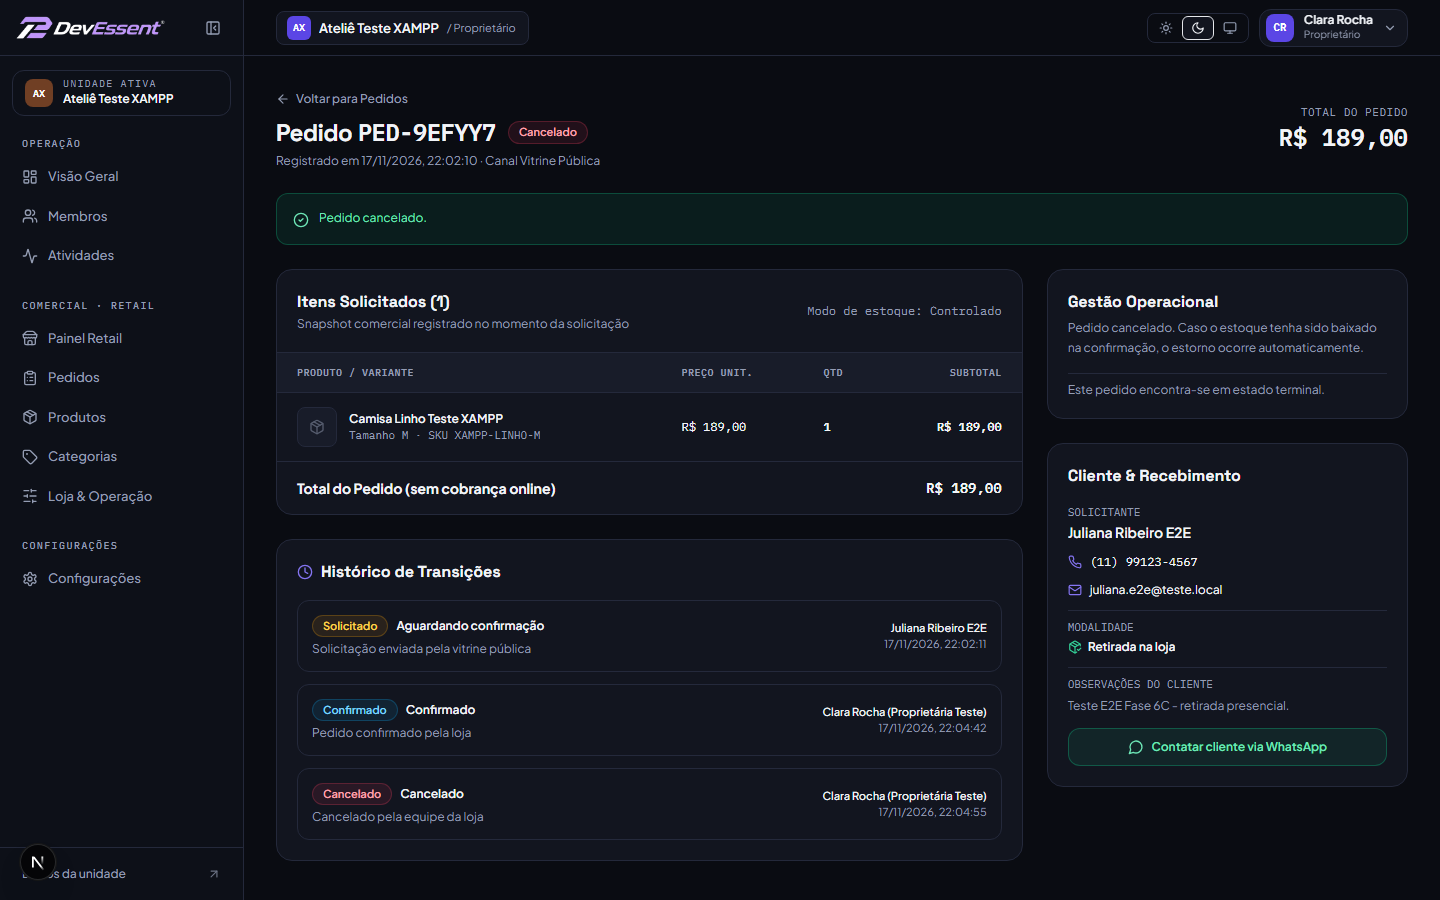 DevEssent
AX
UNIDADE ATIVA
Ateliê Teste XAMPP
OPERAÇÃO
Visão Geral
Membros
Atividades
COMERCIAL · RETAIL
Painel Retail
Pedidos
Produtos
Categorias
Loja & Operação
CONFIGURAÇÕES
Configurações
N
da unidade
AX Ateliê Teste XAMPP / Proprietário
CR
Clara Rocha
Proprietário
Voltar para Pedidos
Pedido PED-9EFYY7 Cancelado
Registrado em 17/11/2026, 22:02:10 · Canal Vitrine Pública
TOTAL DO PEDIDO
R$ 189,00
Pedido cancelado.
Itens Solicitados (1)
Snapshot comercial registrado no momento da solicitação
Modo de estoque: Controlado
PRODUTO / VARIANTE PREÇO UNIT. QTD SUBTOTAL
Camisa Linho Teste XAMPP
Tamanho M · SKU XAMPP-LINHO-M
R$ 189,00 1 R$ 189,00
Total do Pedido (sem cobrança online) R$ 189,00
Histórico de Transições
Solicitado Aguardando confirmação
Solicitação enviada pela vitrine pública
Juliana Ribeiro E2E
17/11/2026, 22:02:11
Confirmado Confirmado
Pedido confirmado pela loja
Clara Rocha (Proprietária Teste)
17/11/2026, 22:04:42
Cancelado Cancelado
Cancelado pela equipe da loja
Clara Rocha (Proprietária Teste)
17/11/2026, 22:04:55
Gestão Operacional
Pedido cancelado. Caso o estoque tenha sido baixado
na confirmação, o estorno ocorre automaticamente.
Este pedido encontra-se em estado terminal.
Cliente & Recebimento
SOLICITANTE
Juliana Ribeiro E2E
(11) 99123-4567
juliana.e2e@teste.local
MODALIDADE
Retirada na loja
OBSERVAÇÕES DO CLIENTE
Teste E2E Fase 6C - retirada presencial.
Contatar cliente via WhatsApp